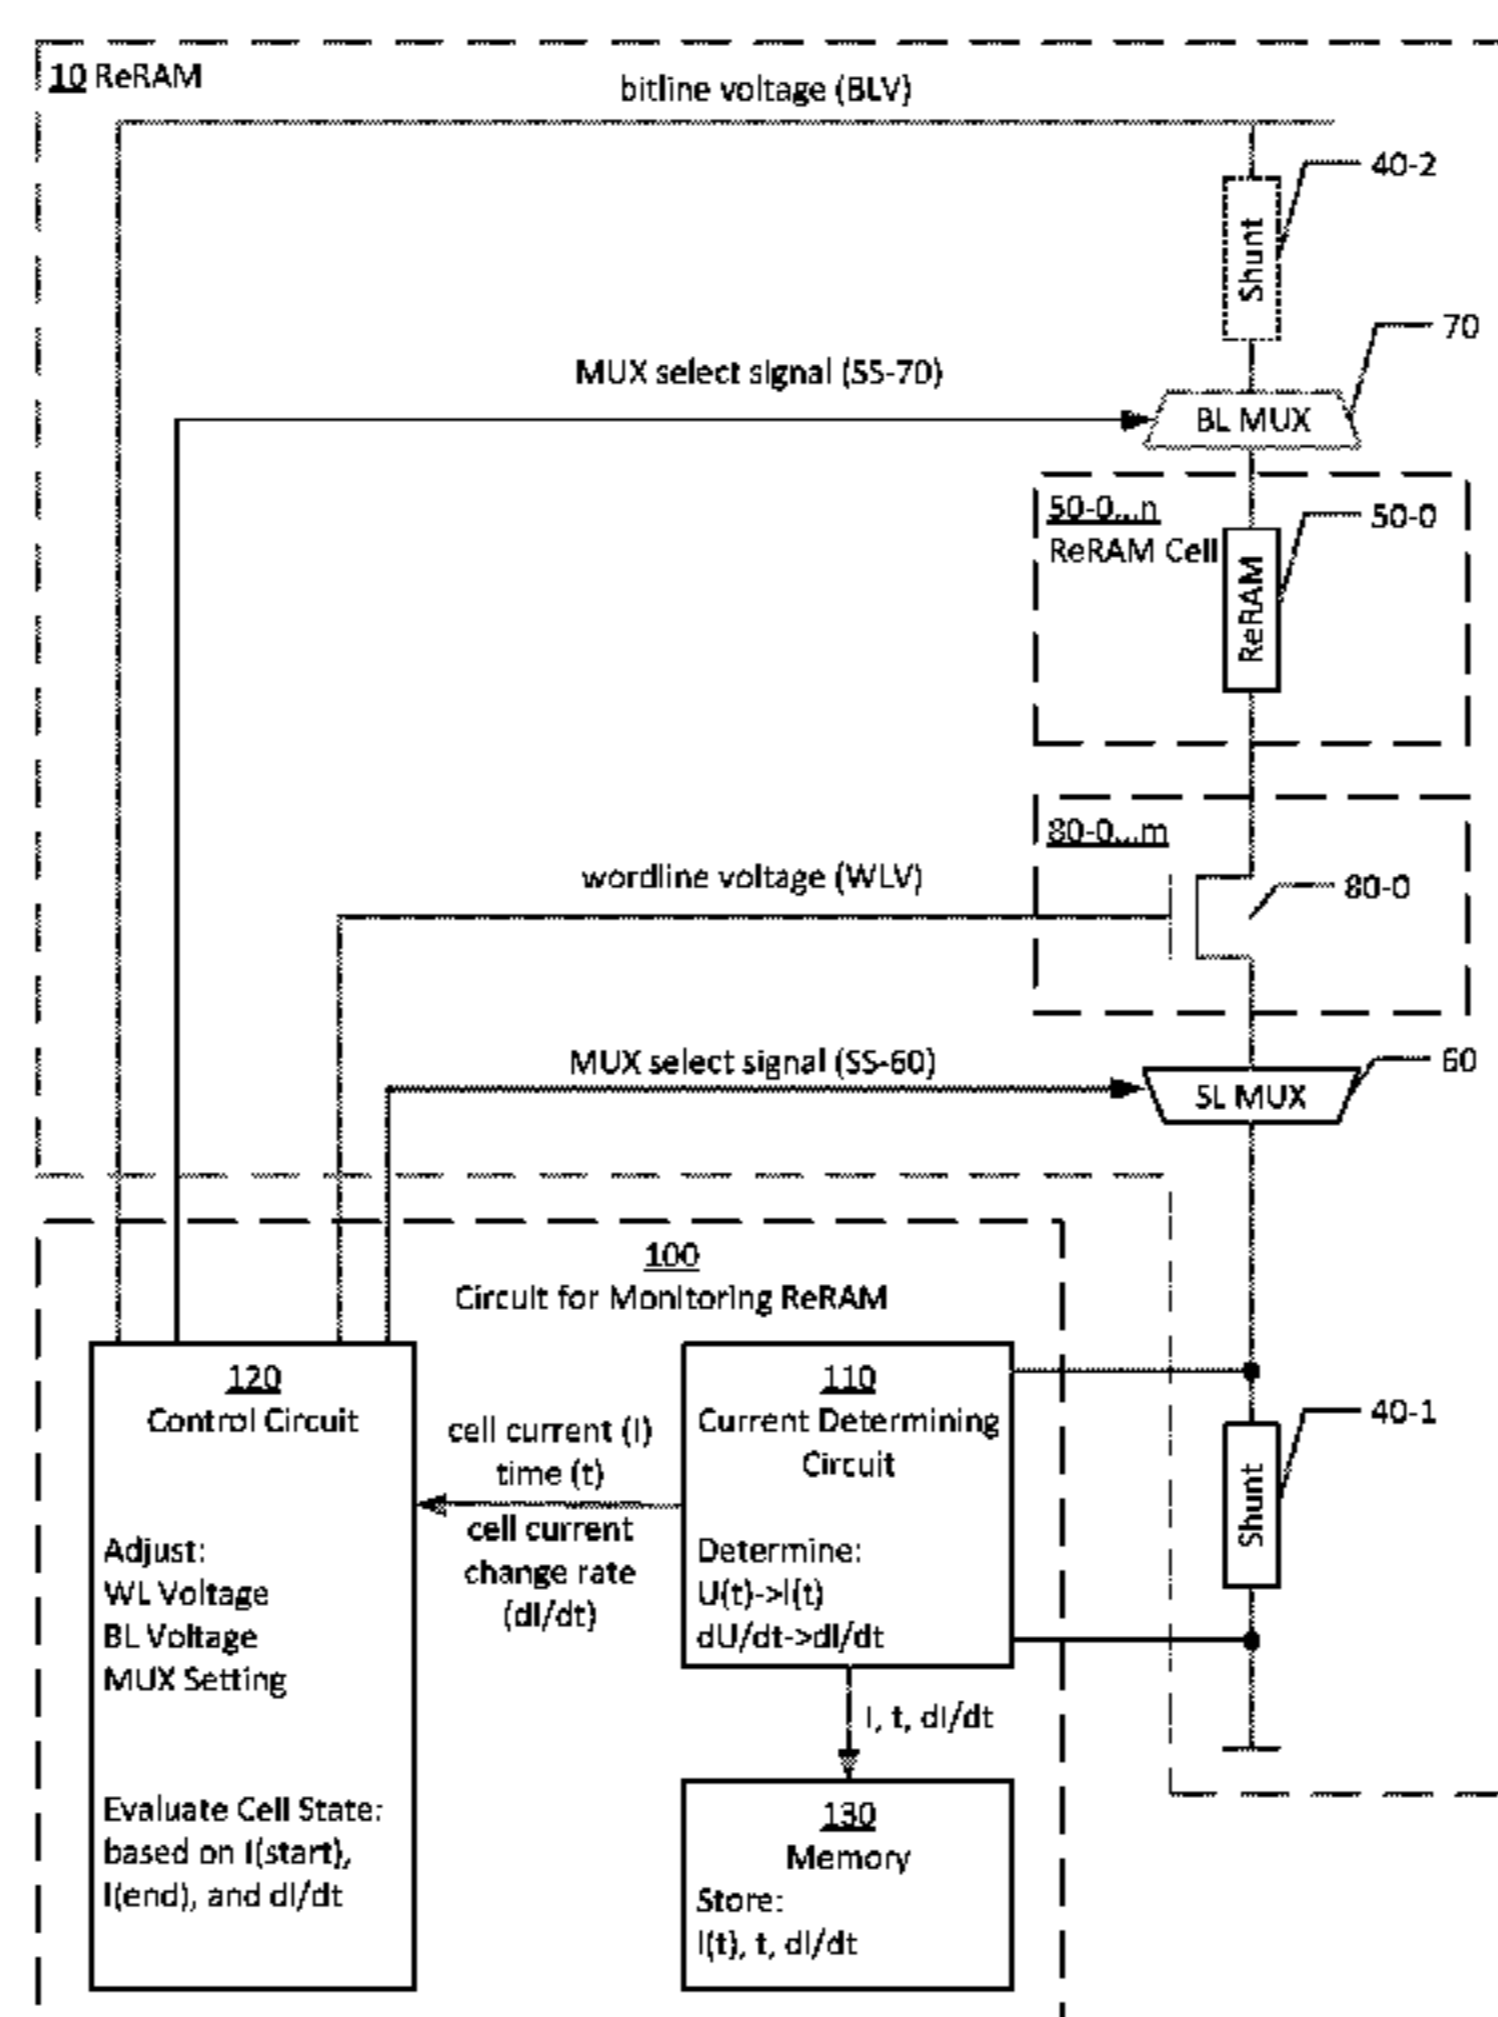 10 ReRAM
bitline voltage (BLV)
40-2
Shunt
70
MUX select signal (SS-70)
BL MUX
50-0...n
50-0
ReRAM Cell
ReRAM
80-0...m
wordline voltage (WLV)
80-0
MUX select signal (SS-60)
60
SL MUX
100
Circuit for Monitoring ReRAM
120
Control Circuit
Adjust:
WL Voltage
BL Voltage
MUX Setting
Evaluate Cell State:
based on I(start),
I(end), and dI/dt
cell current (I)
time (t)
cell current
change rate
(dI/dt)
110
Current Determining
Circuit
Determine:
U(t)->I(t)
dU/dt->dI/dt
40-1
Shunt
I, t, dI/dt
130
Memory
Store:
I(t), t, dI/dt